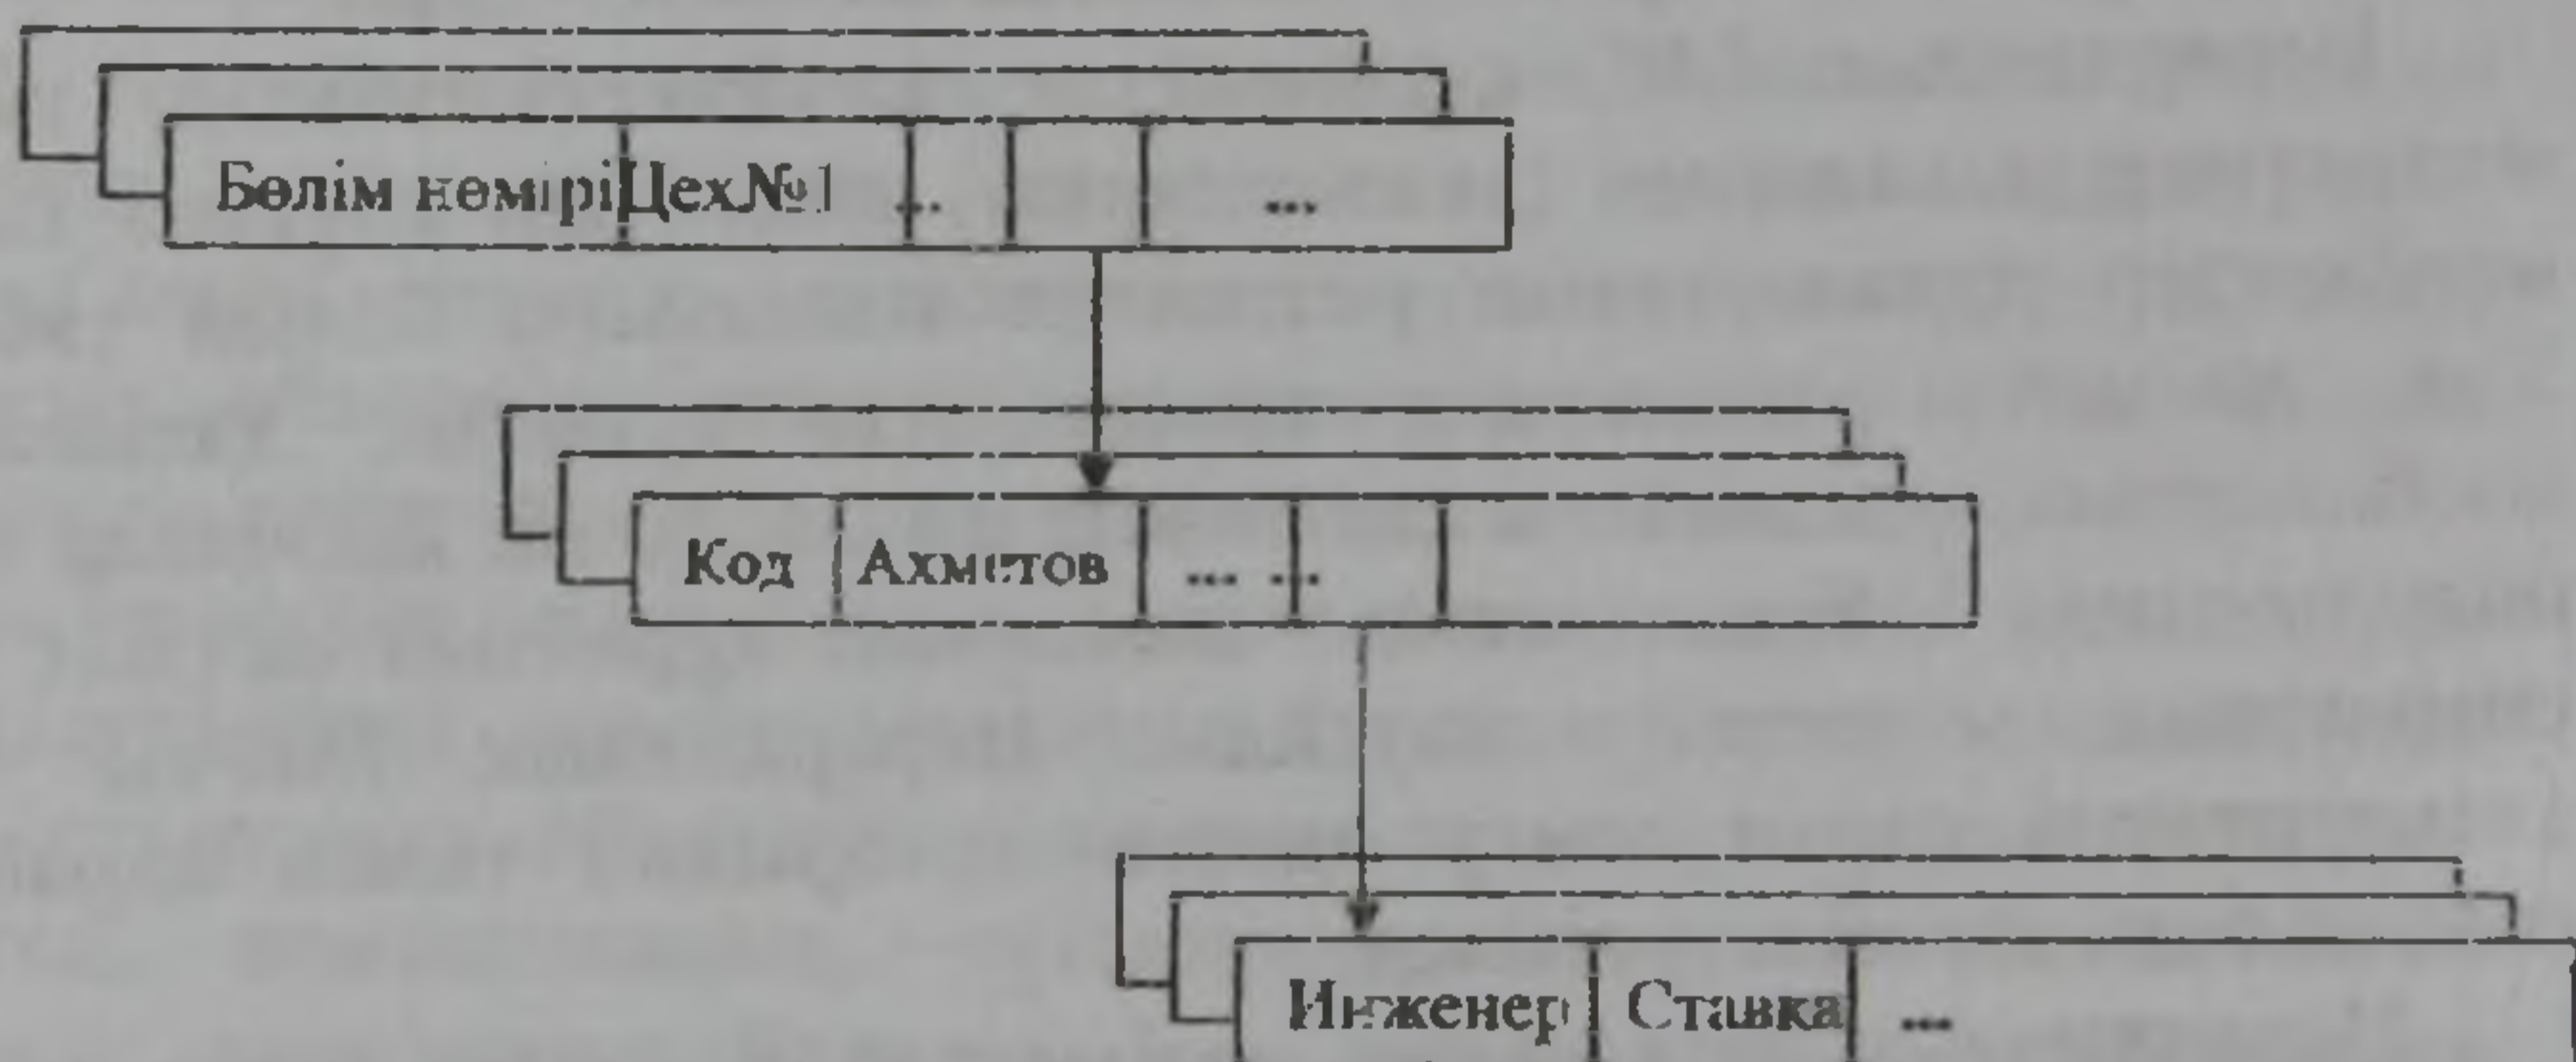 Бөлім нөмірі Цех№1 ... ...
Код Ахметов ... ...
Инженер Ставка ...